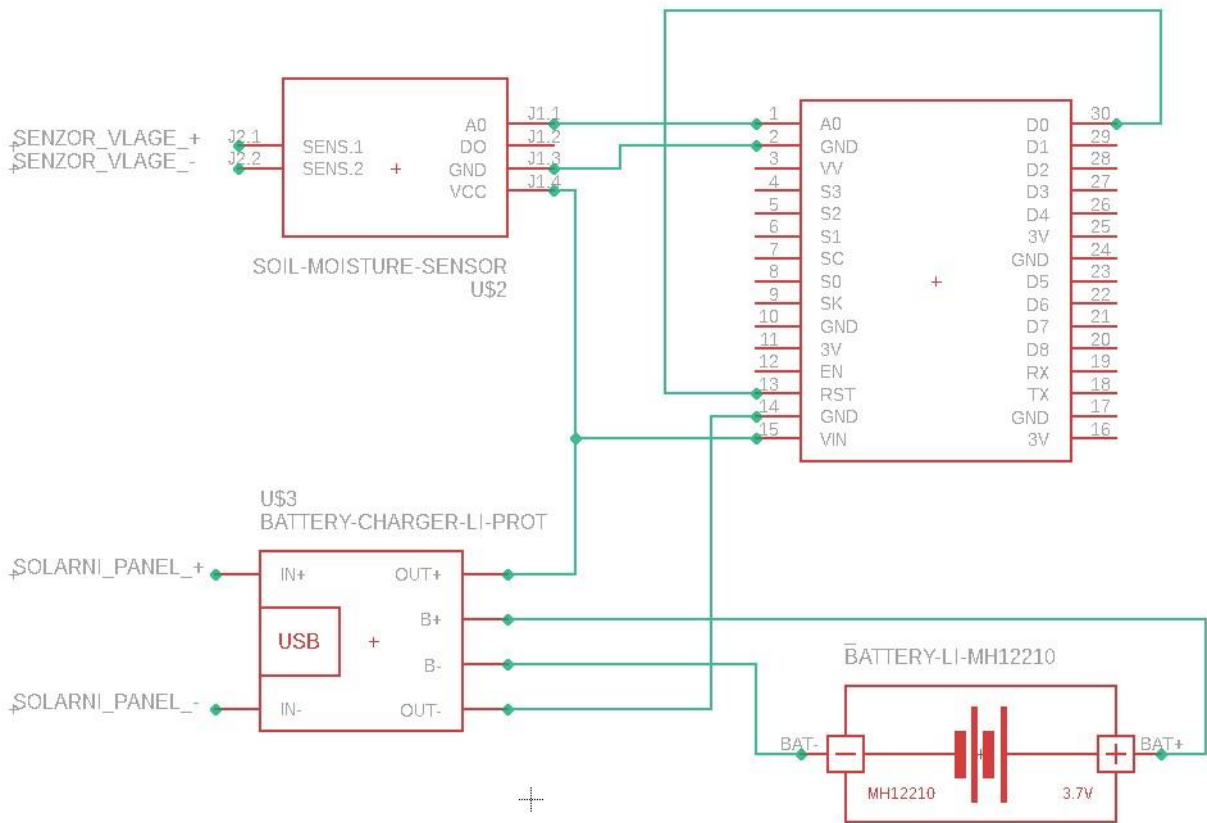 SENZOR_VLAGE_+
SENZOR_VLAGE_-
J2.1
J2.2
SENS.1
SENS.2
A0
DO
GND
VCC
J1.1
J1.2
J1.3
J1.4
SOIL-MOISTURE-SENSOR
U$2
1 A0
2 GND
3 VV
4 S3
5 S2
6 S1
7 SC
8 S0
9 SK
10 GND
11 3V
12 EN
13 RST
14 GND
15 VIN
D0 30
D1 29
D2 28
D3 27
D4 26
3V 25
GND 24
D5 23
D6 22
D7 21
D8 20
RX 19
TX 18
GND 17
3V 16
U$3
BATTERY-CHARGER-LI-PROT
SOLARNI_PANEL_+
SOLARNI_PANEL_-
IN+
USB
IN-
OUT+
B+
B-
OUT-
BATTERY-LI-MH12210
BAT-
BAT+
MH12210
3.7V